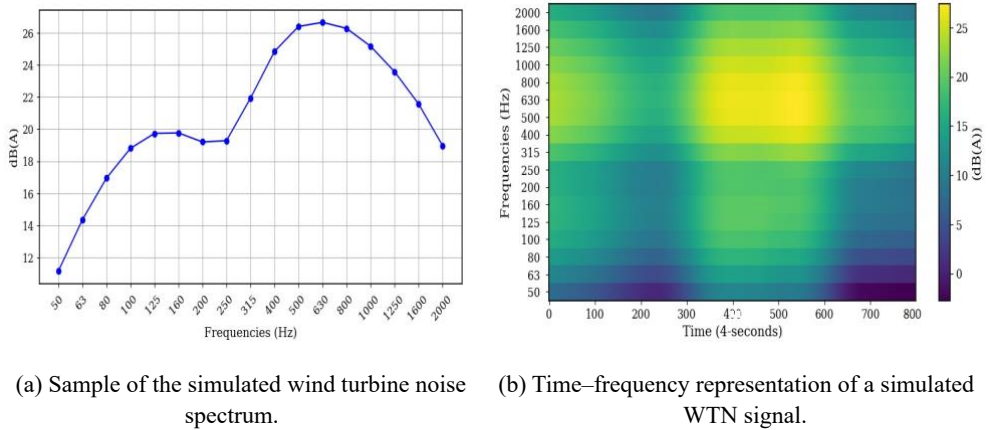 26
24
22
20
18
16
14
12
dB(A)
50 63 80 100 125 160 200 250 315 400 500 630 800 1000 1250 1600 2000
Frequencies (Hz)
2000
1600
1250
1000
800
630
500
400
315
250
200
160
125
100
80
63
50
Frequencies (Hz)
0 100 200 300 400 500 600 700 800
Time (4-seconds)
25
20
15
10
5
0
(dB(A))
(a) Sample of the simulated wind turbine noise
spectrum.
(b) Time–frequency representation of a simulated
WTN signal.